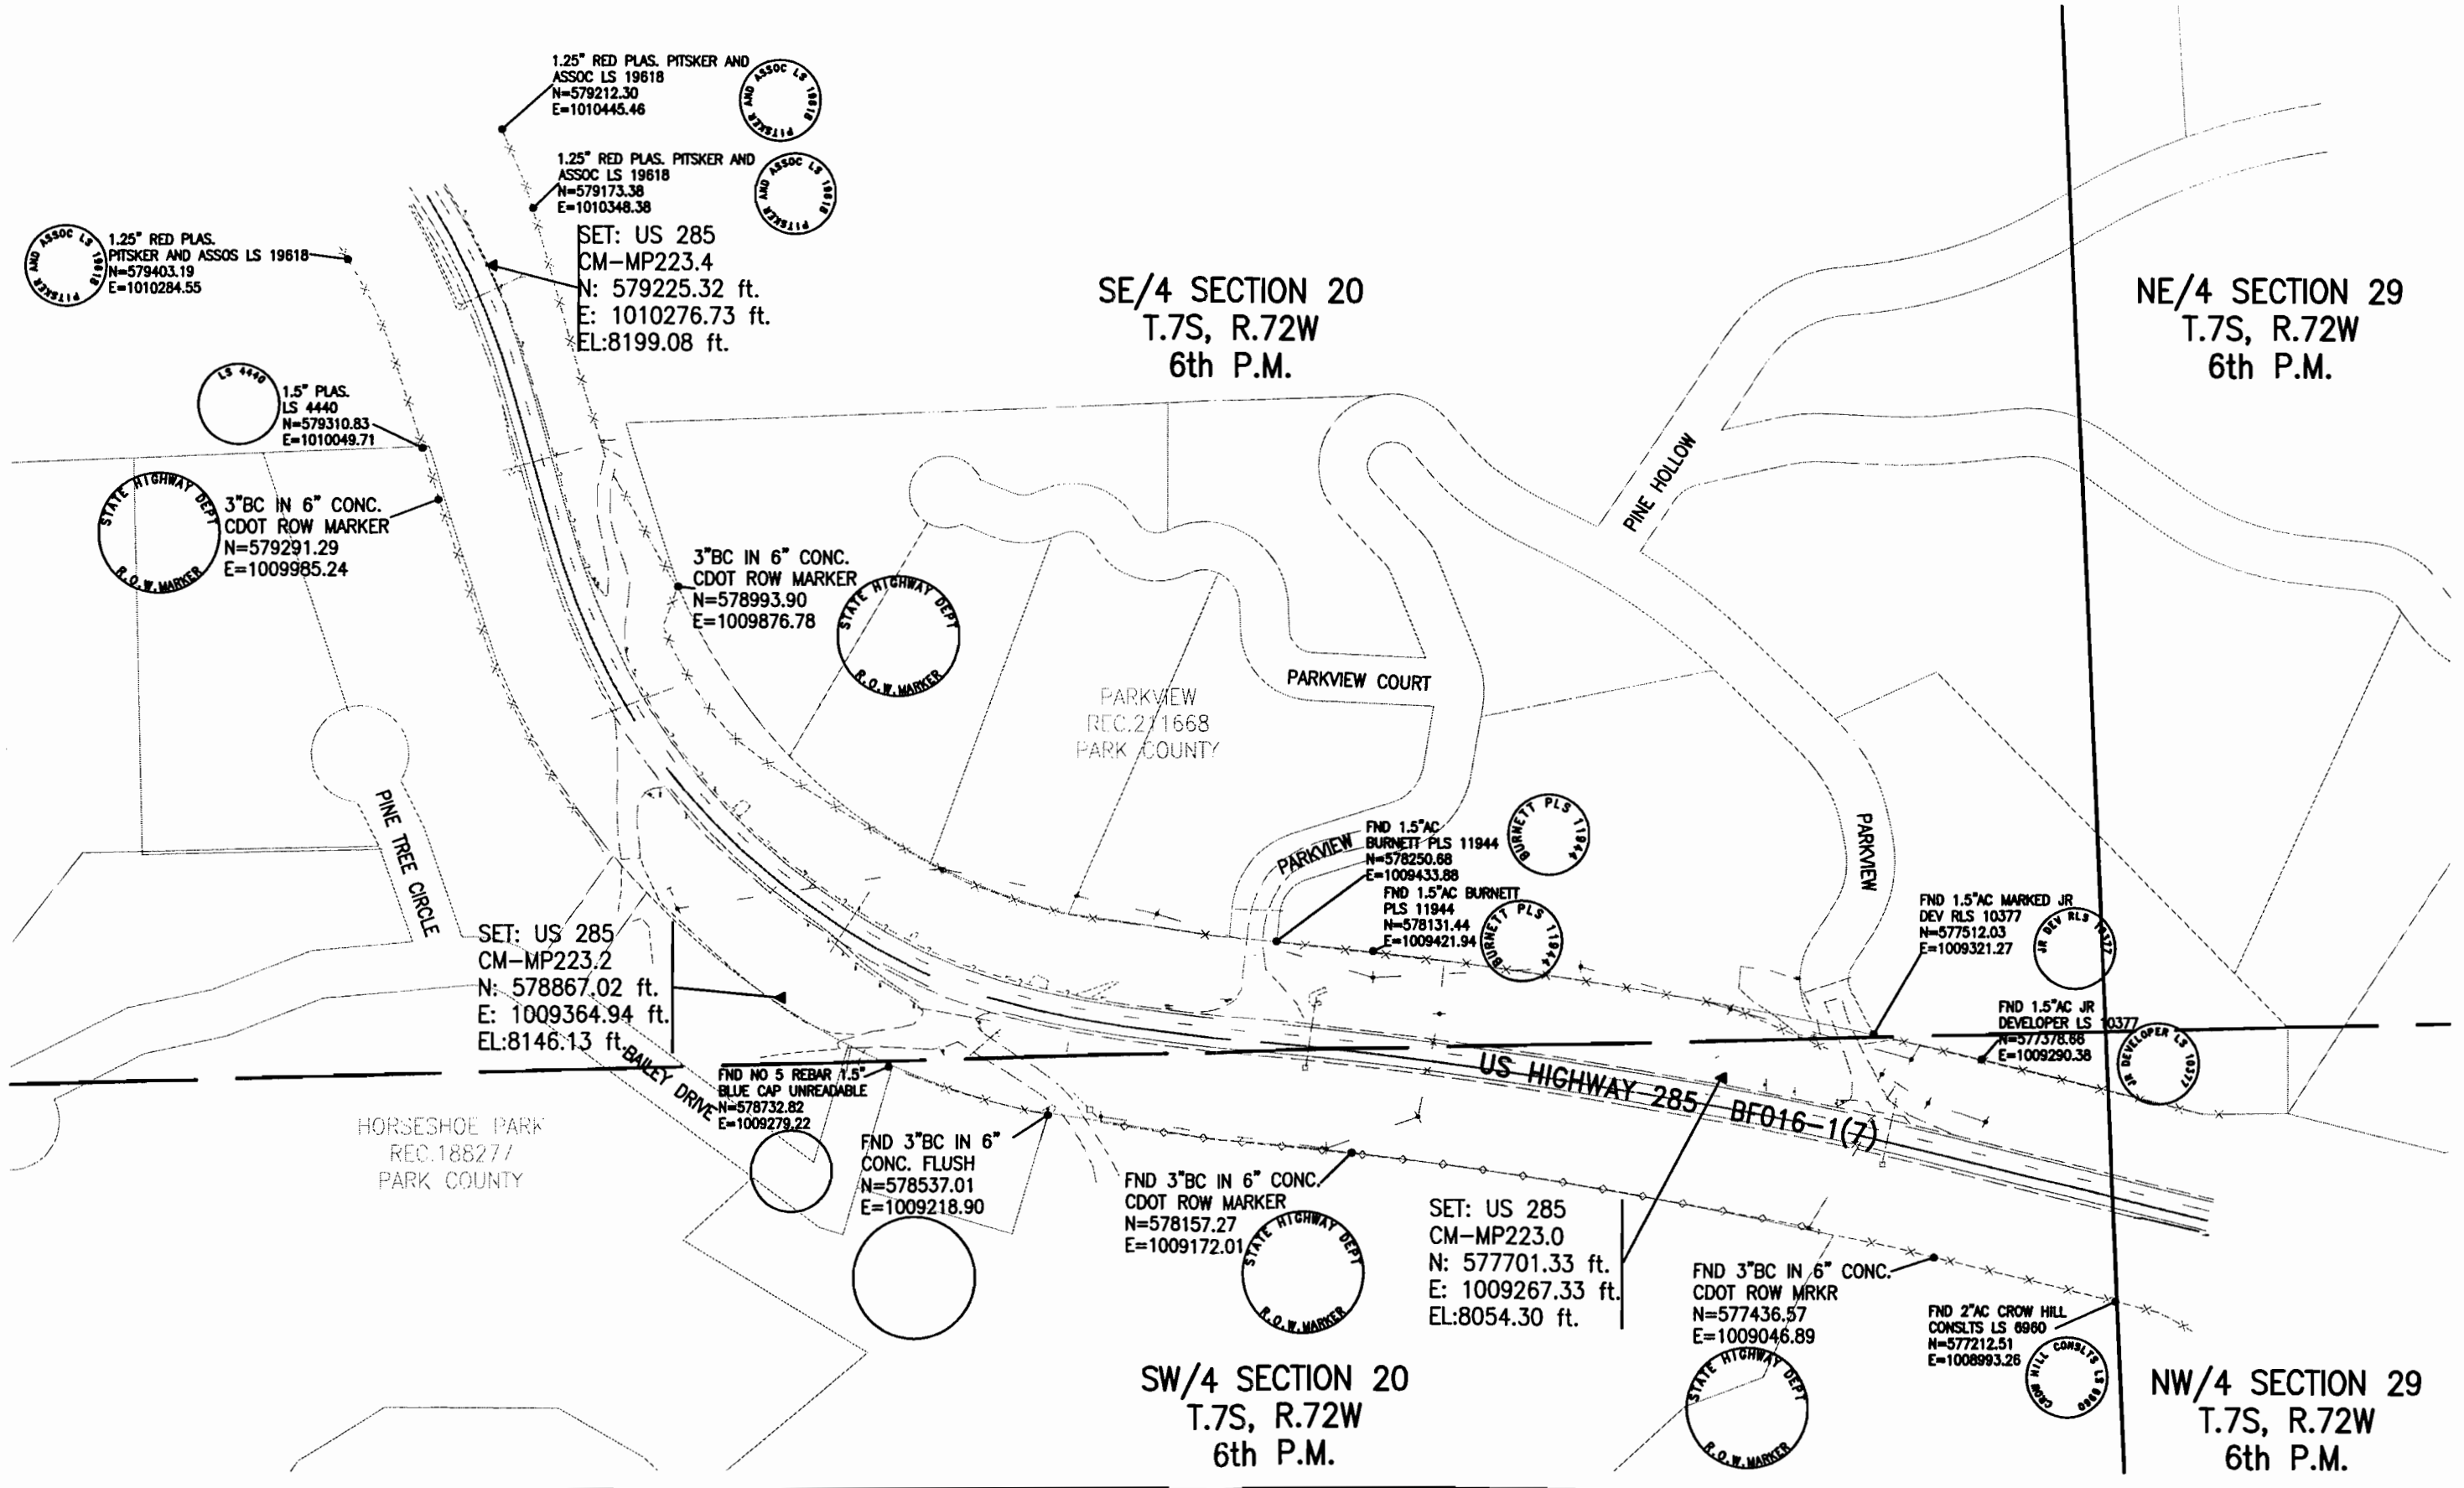 1.25" RED PLAS. PITSKER AND
ASSOC LS 19618
N=579212.30
E=1010445.46
PITSKER AND ASSOC LS 19618
1.25" RED PLAS. PITSKER AND
ASSOC LS 19618
N=579173.38
E=1010348.38
PITSKER AND ASSOC LS 19618
PITSKER AND ASSOC LS 19618
1.25" RED PLAS.
PITSKER AND ASSOS LS 19618
N=579403.19
E=1010284.55
SET: US 285
CM-MP223.4
N: 579225.32 ft.
E: 1010276.73 ft.
EL:8199.08 ft.
SE/4 SECTION 20
T.7S, R.72W
6th P.M.
NE/4 SECTION 29
T.7S, R.72W
6th P.M.
LS 4440
1.5" PLAS.
LS 4440
N=579310.83
E=1010049.71
STATE HIGHWAY DEPT
R.O.W.MARKER
3"BC IN 6" CONC.
CDOT ROW MARKER
N=579291.29
E=1009985.24
3"BC IN 6" CONC.
CDOT ROW MARKER
N=578993.90
E=1009876.78
STATE HIGHWAY DEPT
R.O.W.MARKER
PINE HOLLOW
PARKVIEW COURT
PARKVIEW
REC.211668
PARK COUNTY
PINE TREE CIRCLE
PARKVIEW
FND 1.5"AC
BURNETT PLS 11944
N=578250.68
E=1009433.88
BURNETT PLS 11944
FND 1.5"AC BURNETT
PLS 11944
N=578131.44
E=1009421.94
BURNETT PLS 11944
PARKVIEW
FND 1.5"AC MARKED JR
DEV RLS 10377
N=577512.03
E=1009321.27
JR DEV RLS 10377
SET: US 285
CM-MP223.2
N: 578867.02 ft.
E: 1009364.94 ft.
EL:8146.13 ft.
FND 1.5"AC JR
DEVELOPER LS 10377
N=577378.66
E=1009290.38
JR DEVELOPER LS 10377
BAILEY DRIVE
FND NO 5 REBAR 1.5"
BLUE CAP UNREADABLE
N=578732.82
E=1009279.22
US HIGHWAY 285 BF016-1(7)
HORSESHOE PARK
REC.188277
PARK COUNTY
FND 3"BC IN 6"
CONC. FLUSH
N=578537.01
E=1009218.90
FND 3"BC IN 6" CONC.
CDOT ROW MARKER
N=578157.27
E=1009172.01
STATE HIGHWAY DEPT
R.O.W.MARKER
SET: US 285
CM-MP223.0
N: 577701.33 ft.
E: 1009267.33 ft.
EL:8054.30 ft.
FND 3"BC IN 6" CONC.
CDOT ROW MRKR
N=577436.57
E=1009046.89
STATE HIGHWAY DEPT
R.O.W.MARKER
FND 2"AC CROW HILL
CONSLTS LS 6960
N=577212.51
E=1008993.26
CROW HILL CONSLTS LS 6960
SW/4 SECTION 20
T.7S, R.72W
6th P.M.
NW/4 SECTION 29
T.7S, R.72W
6th P.M.